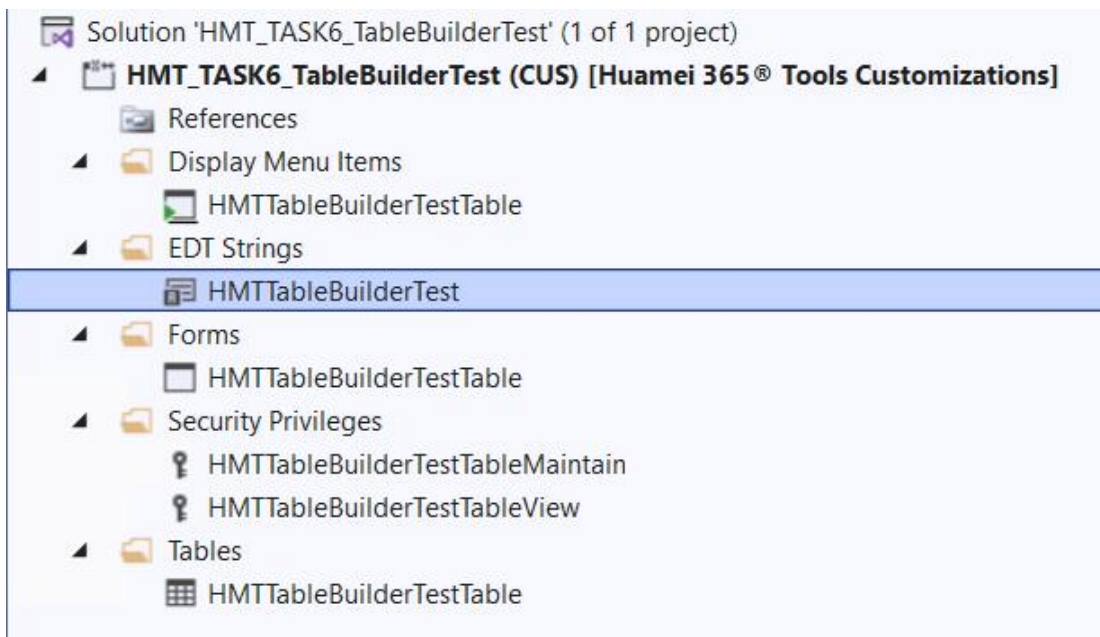 Solution 'HMT_TASK6_TableBuilderTest' (1 of 1 project)
HMT_TASK6_TableBuilderTest (CUS) [Huamei 365® Tools Customizations]
References
Display Menu Items
HMTTableBuilderTestTable
EDT Strings
HMTTableBuilderTest
Forms
HMTTableBuilderTestTable
Security Privileges
HMTTableBuilderTestTableMaintain
HMTTableBuilderTestTableView
Tables
HMTTableBuilderTestTable